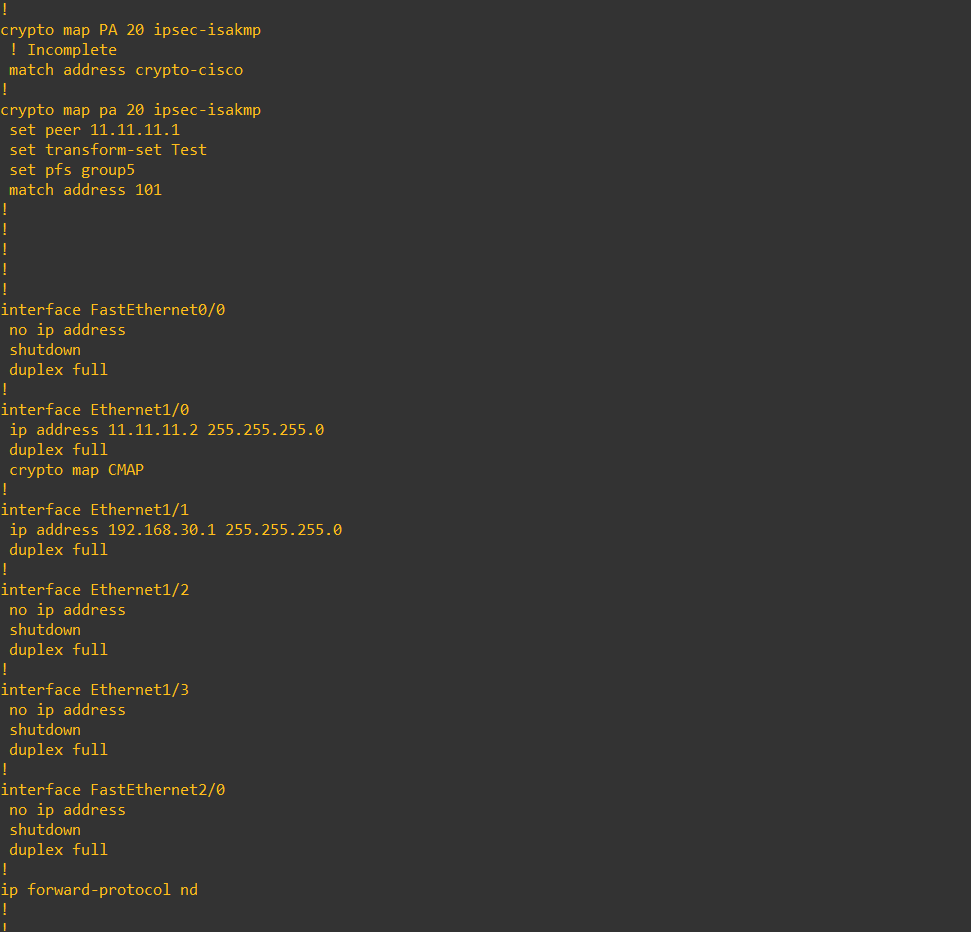 !
crypto map PA 20 ipsec-isakmp
 ! Incomplete
 match address crypto-cisco
!
crypto map pa 20 ipsec-isakmp
 set peer 11.11.11.1
 set transform-set Test
 set pfs group5
 match address 101
!
!
!
!
!
interface FastEthernet0/0
 no ip address
 shutdown
 duplex full
!
interface Ethernet1/0
 ip address 11.11.11.2 255.255.255.0
 duplex full
 crypto map CMAP
!
interface Ethernet1/1
 ip address 192.168.30.1 255.255.255.0
 duplex full
!
interface Ethernet1/2
 no ip address
 shutdown
 duplex full
!
interface Ethernet1/3
 no ip address
 shutdown
 duplex full
!
interface FastEthernet2/0
 no ip address
 shutdown
 duplex full
!
ip forward-protocol nd
!
!